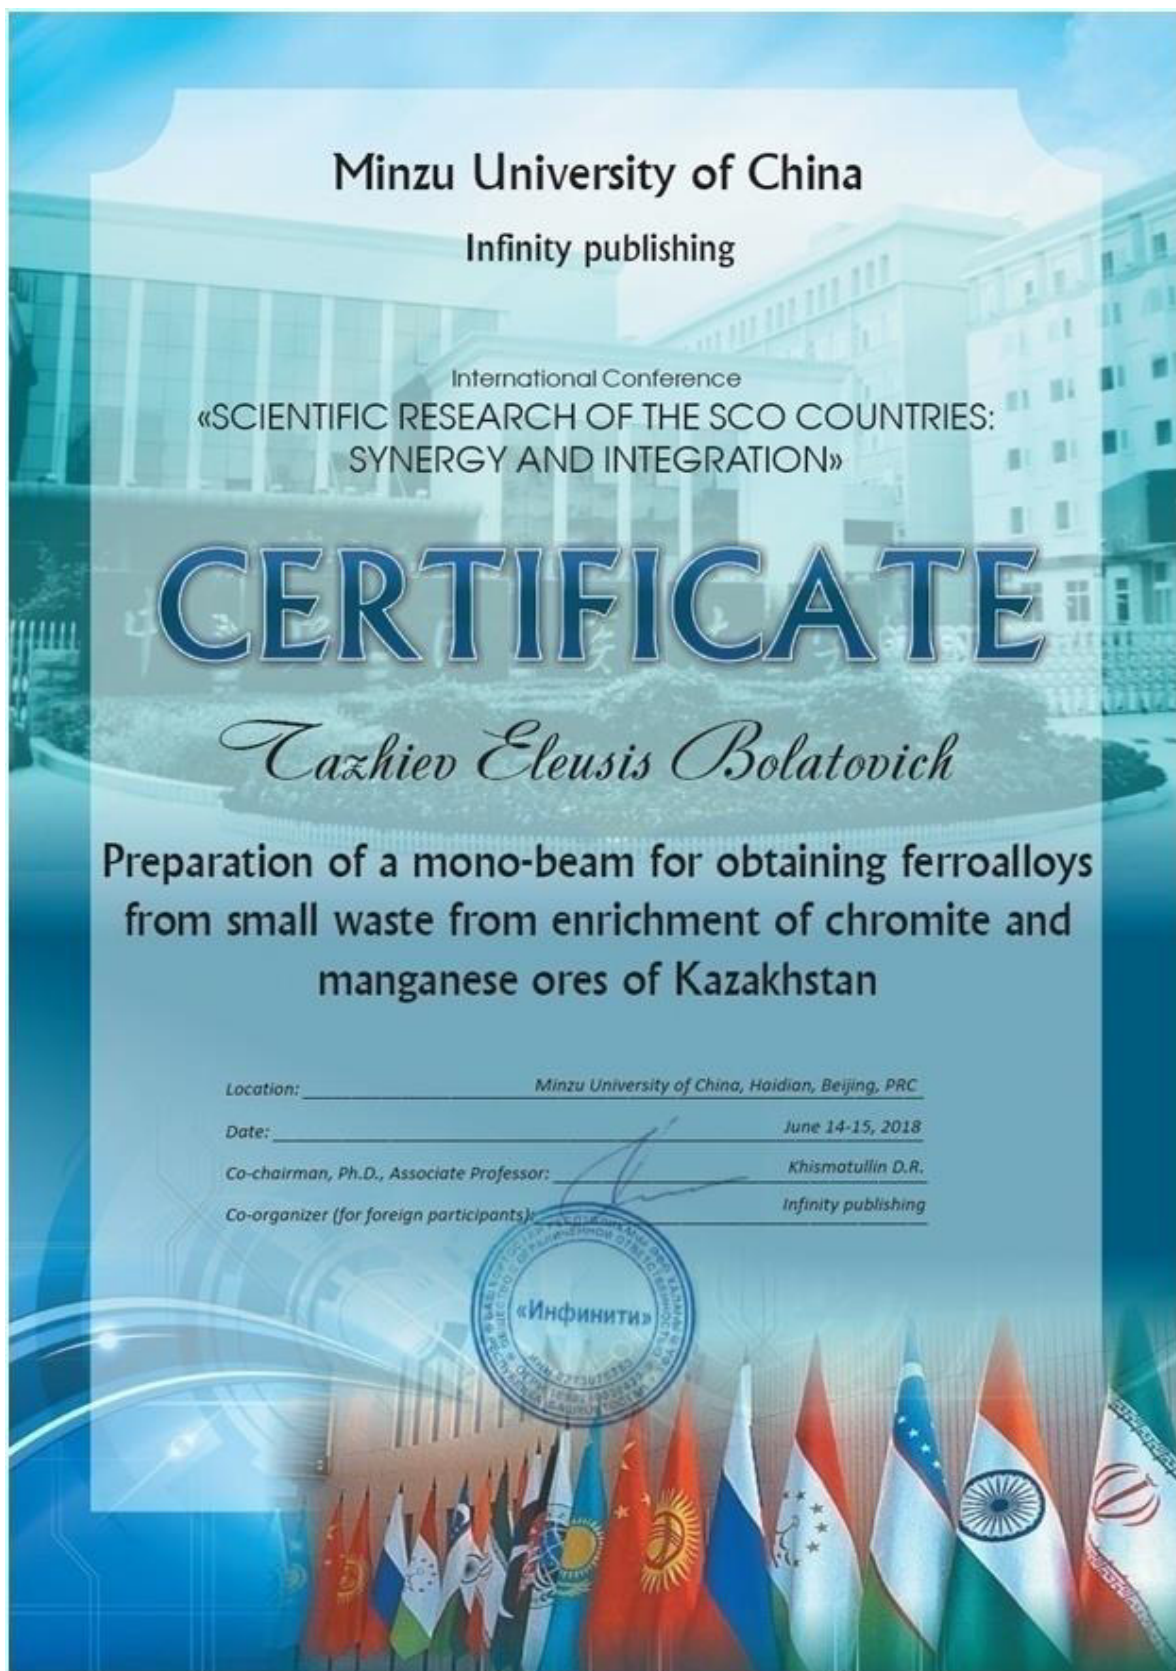 Minzu University of China
Infinity publishing
International Conference
«SCIENTIFIC RESEARCH OF THE SCO COUNTRIES:
SYNERGY AND INTEGRATION»
CERTIFICATE
Tazhiev Eleusis Bolatovich
Preparation of a mono-beam for obtaining ferroalloys
from small waste from enrichment of chromite and
manganese ores of Kazakhstan
Location: Minzu University of China, Haidian, Beijing, PRC
Date: June 14-15, 2018
Co-chairman, Ph.D., Associate Professor: Khismatullin D.R.
Co-organizer (for foreign participants): Infinity publishing
«Инфинити»